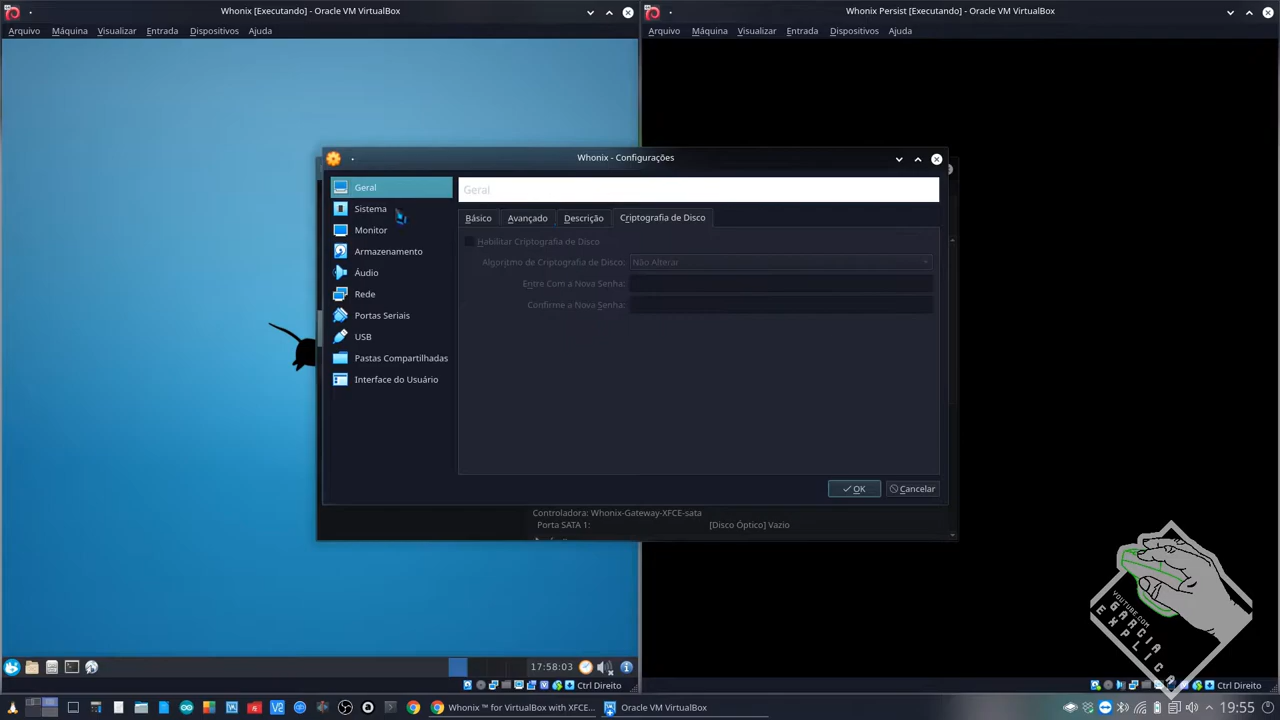 Whonix [Executando] - Oracle VM VirtualBox
Arquivo Máquina Visualizar Entrada Dispositivos Ajuda
Whonix Persist [Executando] - Oracle VM VirtualBox
Arquivo Máquina Visualizar Entrada Dispositivos Ajuda
Whonix - Configurações
Geral
Sistema
Monitor
Armazenamento
Áudio
Rede
Portas Seriais
USB
Pastas Compartilhadas
Interface do Usuário
Geral
Básico Avançado Descrição Criptografia de Disco
Habilitar Criptografia de Disco
Algoritmo de Criptografia de Disco: Não Alterar
Entre Com a Nova Senha:
Confirme a Nova Senha:
OK Cancelar
Controladora: Whonix-Gateway-XFCE-sata
Porta SATA 1: [Disco Óptico] Vazio
17:58:03
Ctrl Direito
Ctrl Direito
YOUTUBE.COM
GARCIA
EXPLICA
Whonix ™ for VirtualBox with XFCE...
Oracle VM VirtualBox
19:55